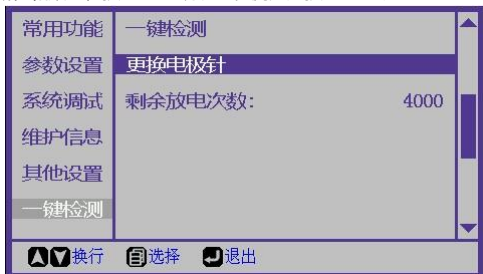 常用功能
一键检测
参数设置
更换电极针
系统调试
剩余放电次数: 4000
维护信息
其他设置
一键检测
换行 选择 退出